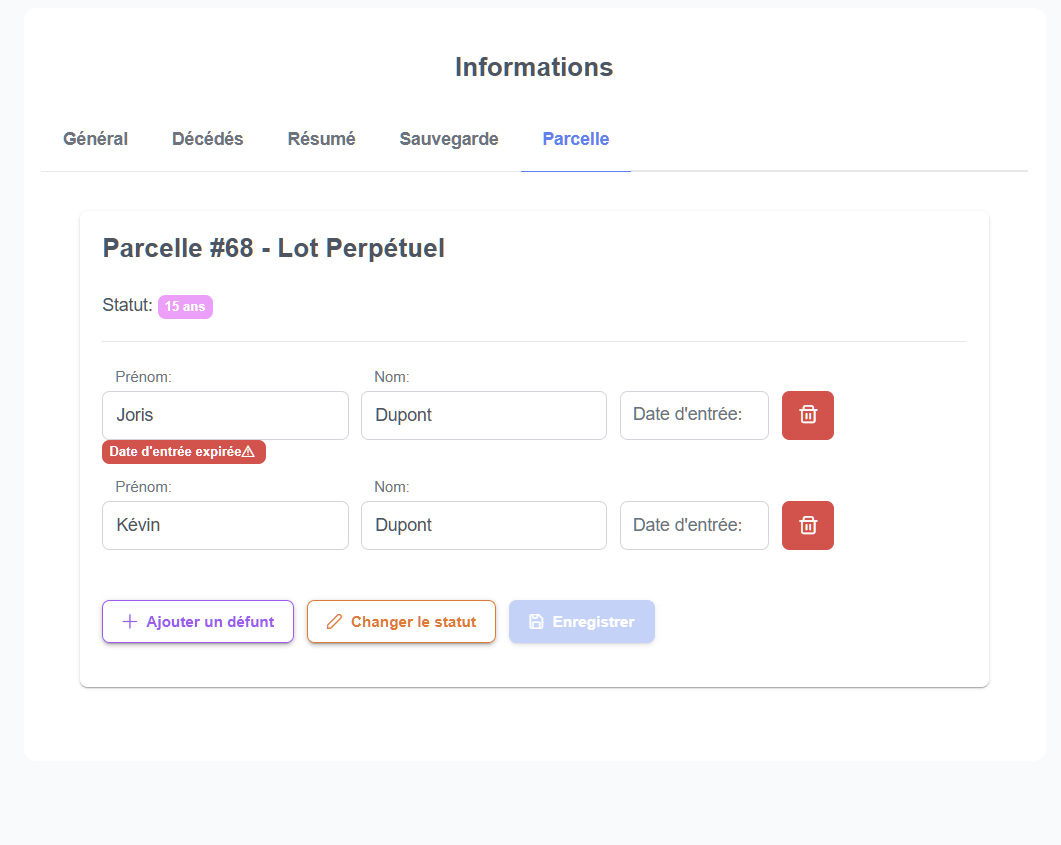 Informations
Général Décédés Résumé Sauvegarde Parcelle
Parcelle #68 - Lot Perpétuel
Statut: 15 ans
Prénom: Nom:
Joris Dupont Date d'entrée:
Date d'entrée expirée⚠
Prénom: Nom:
Kévin Dupont Date d'entrée:
Ajouter un défunt Changer le statut Enregistrer